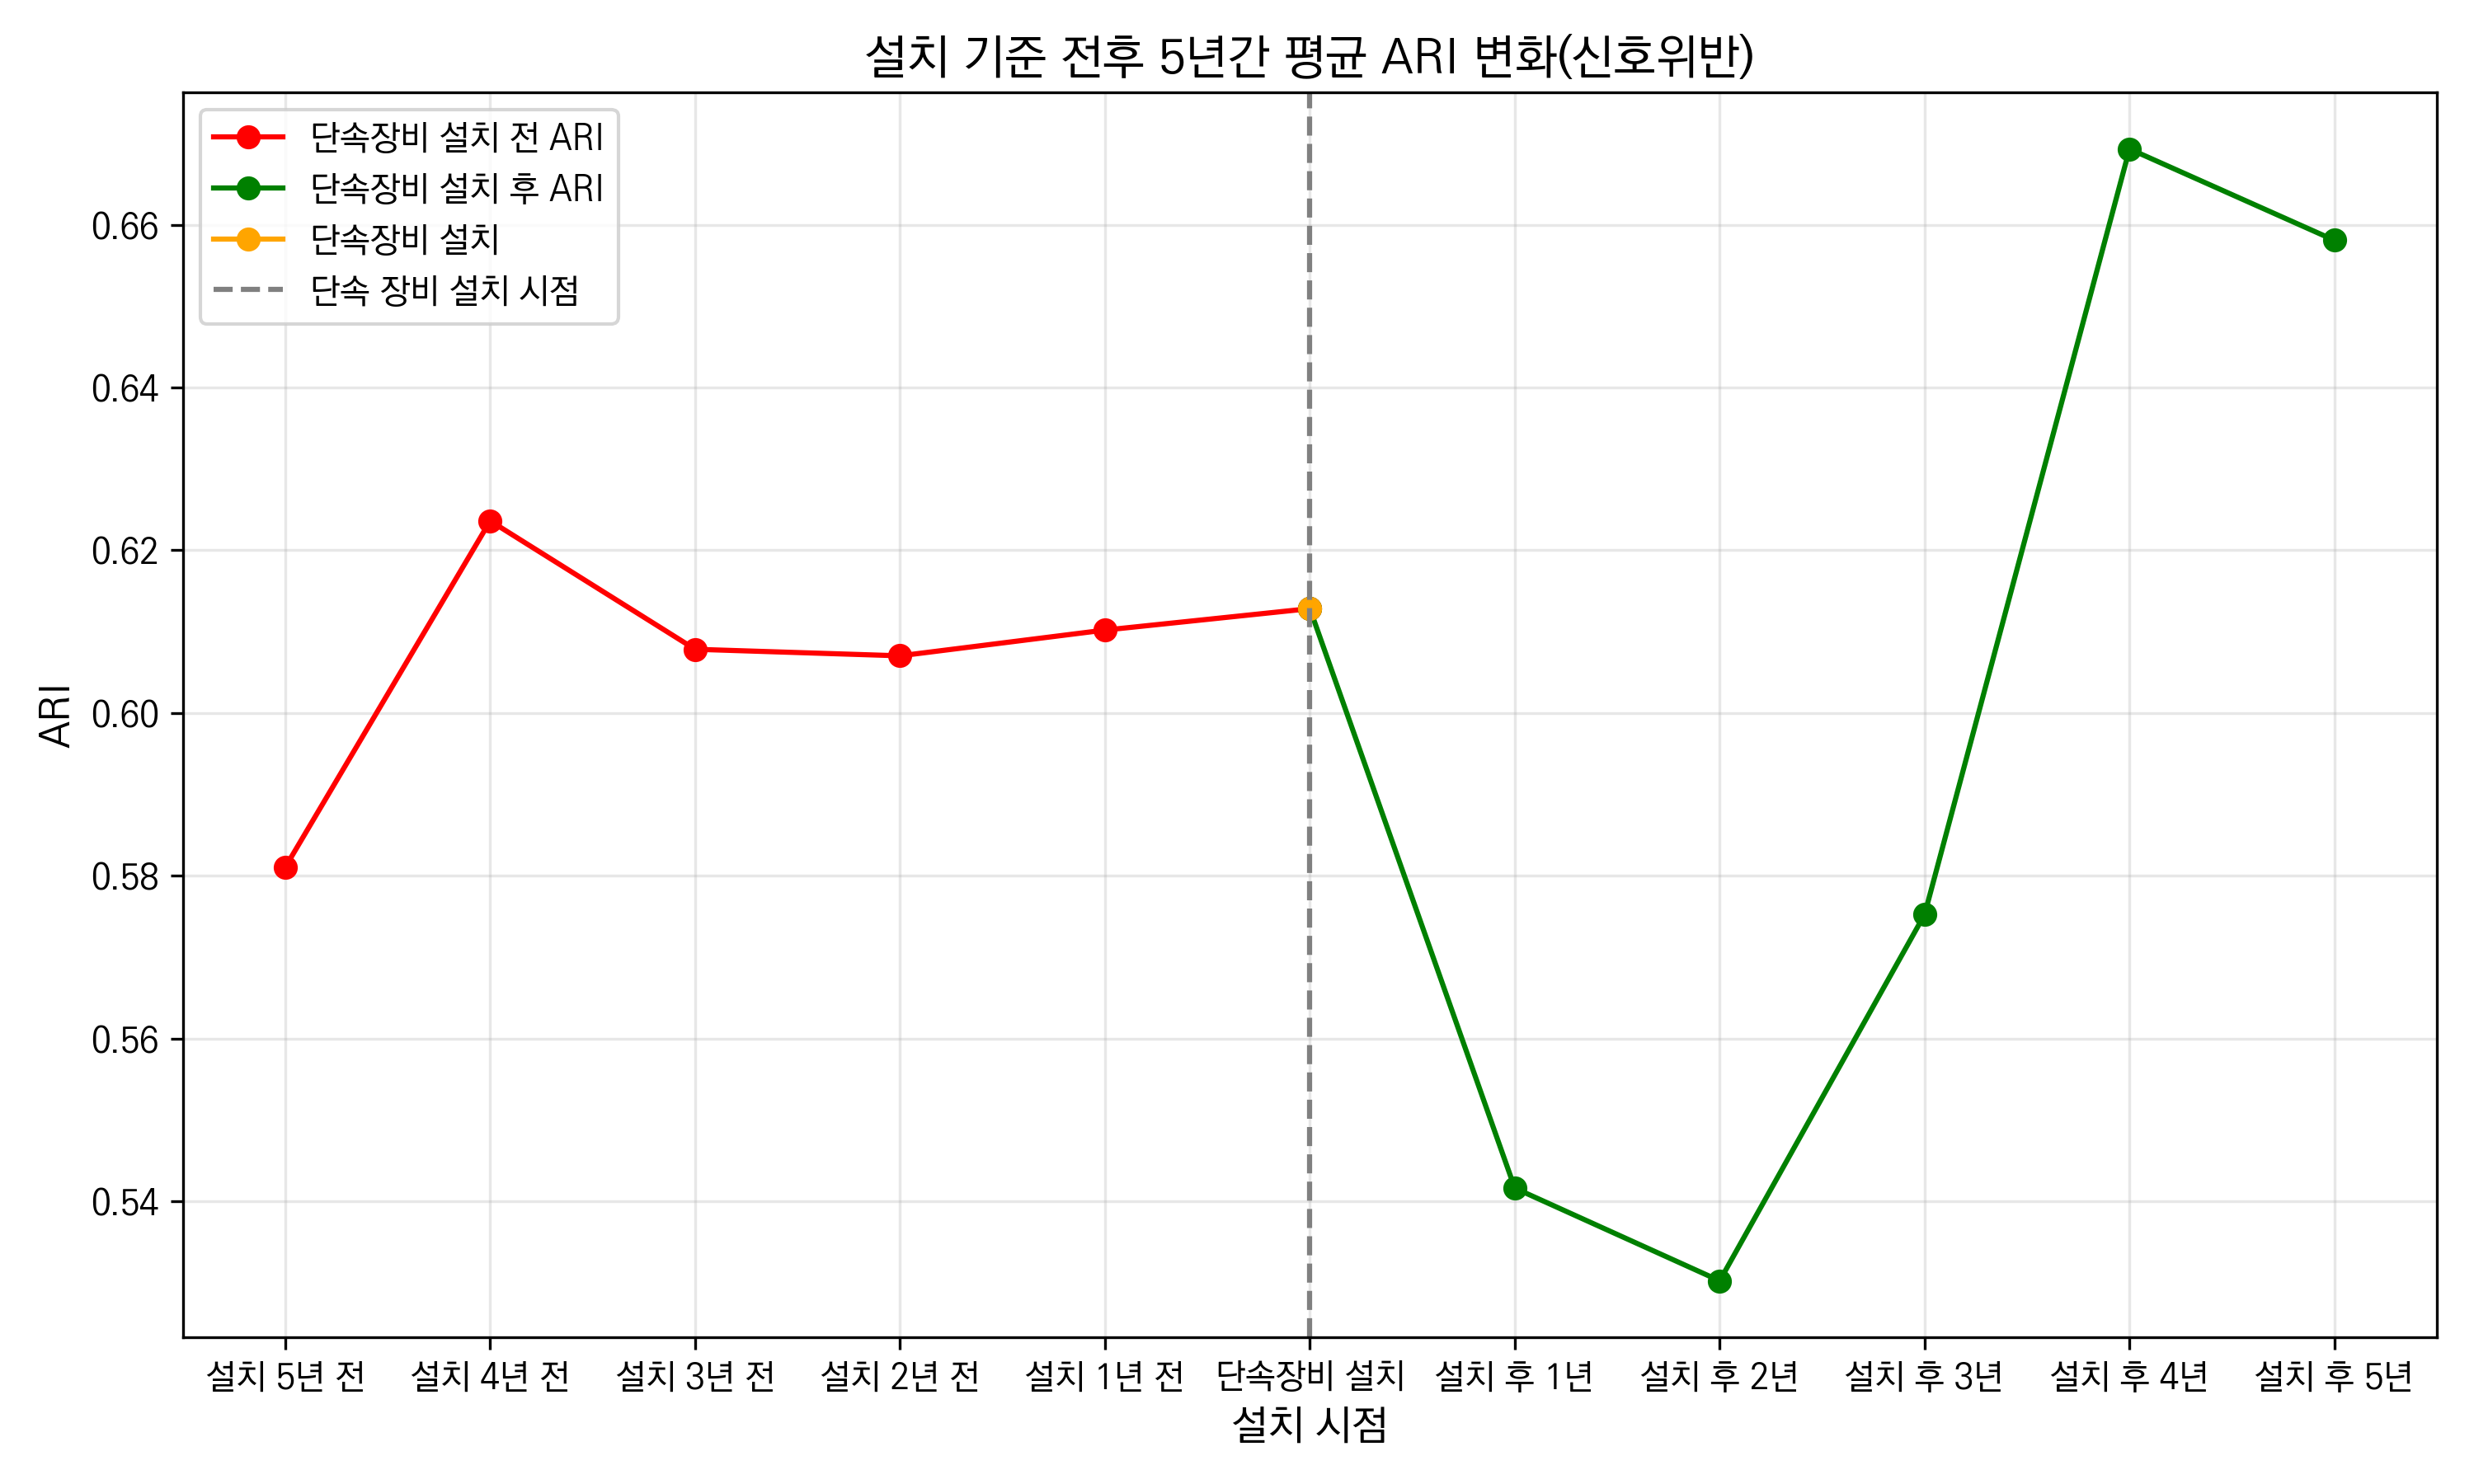 설치 기준 전후 5년간 평균 ARI 변화(신호위반)
단속장비 설치 전 ARI
단속장비 설치 후 ARI
단속장비 설치
단속 장비 설치 시점
0.66
0.64
0.62
0.60
0.58
0.56
0.54
ARI
설치 5년 전
설치 4년 전
설치 3년 전
설치 2년 전
설치 1년 전
단속장비 설치
설치 후 1년
설치 후 2년
설치 후 3년
설치 후 4년
설치 후 5년
설치 시점